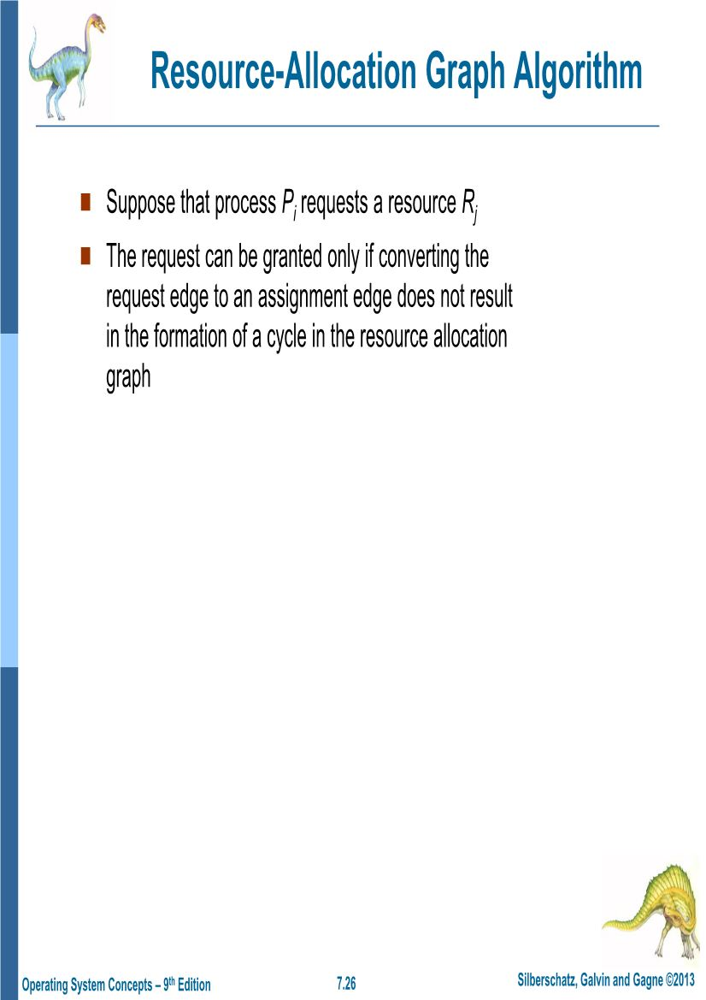 Resource-Allocation Graph Algorithm
Suppose that process Pi requests a resource Rj
The request can be granted only if converting the
request edge to an assignment edge does not result
in the formation of a cycle in the resource allocation
graph
Operating System Concepts – 9th Edition
7.26
Silberschatz, Galvin and Gagne ©2013